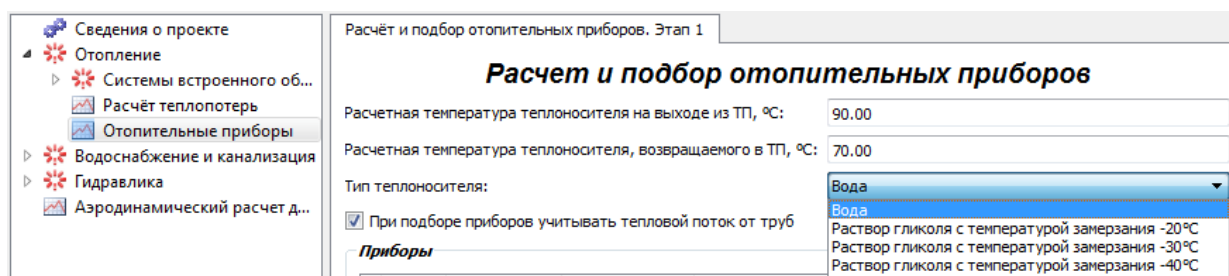 Сведения о проекте
Отопление
Системы встроенного об...
Расчёт теплопотерь
Отопительные приборы
Водоснабжение и канализация
Гидравлика
Аэродинамический расчет д...
Расчёт и подбор отопительных приборов. Этап 1
Расчет и подбор отопительных приборов
Расчетная температура теплоносителя на выходе из ТП, ºС: 90.00
Расчетная температура теплоносителя, возвращаемого в ТП, ºС: 70.00
Тип теплоносителя: Вода
Вода
При подборе приборов учитывать тепловой поток от труб
Раствор гликоля с температурой замерзания -20ºС
Раствор гликоля с температурой замерзания -30ºС
Приборы
Раствор гликоля с температурой замерзания -40ºС